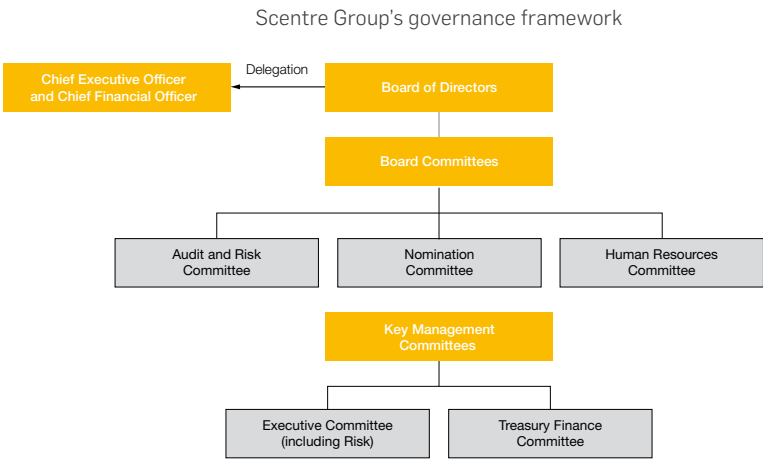 Scentre Group's governance framework
Chief Executive Officer
and Chief Financial Officer
Delegation
Board of Directors
Board Committees
Audit and Risk
Committee
Nomination
Committee
Human Resources
Committee
Key Management
Committees
Executive Committee
(including Risk)
Treasury Finance
Committee